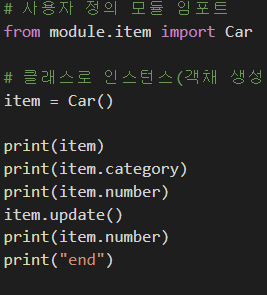 # 사용자 정의 모듈 임포트
from module.item import Car
# 클래스로 인스턴스(객채 생성
item = Car()
print(item)
print(item.category)
print(item.number)
item.update()
print(item.number)
print("end")